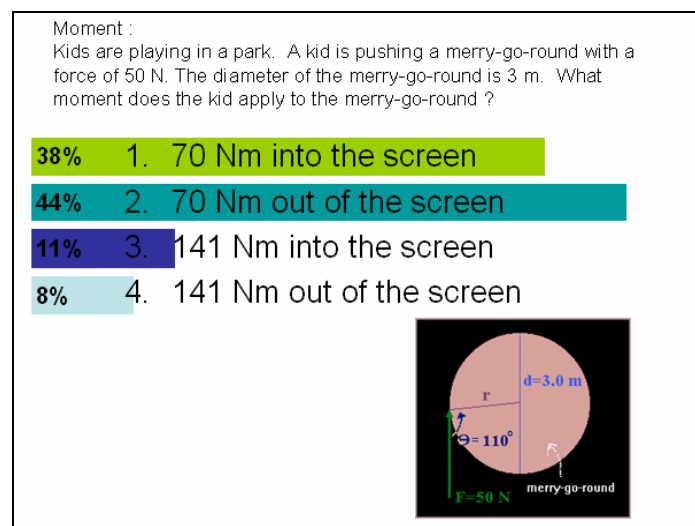 Moment :
Kids are playing in a park. A kid is pushing a merry-go-round with a
force of 50 N. The diameter of the merry-go-round is 3 m. What
moment does the kid apply to the merry-go-round ?
38% 1. 70 Nm into the screen
44% 2. 70 Nm out of the screen
11% 3. 141 Nm into the screen
8% 4. 141 Nm out of the screen
d=3.0 m
r
Θ= 110°
merry-go-round
F=50 N